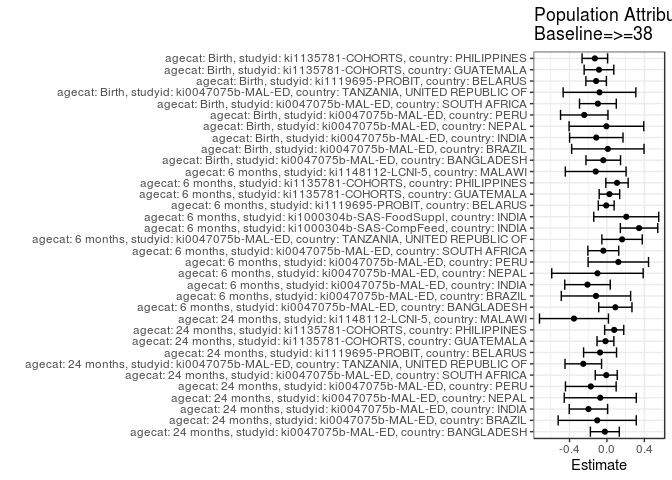 Population Attribu
Baseline=>=38
agecat: Birth, studyid: ki1135781-COHORTS, country: PHILIPPINES
agecat: Birth, studyid: ki1135781-COHORTS, country: GUATEMALA
agecat: Birth, studyid: ki1119695-PROBIT, country: BELARUS
agecat: Birth, studyid: ki0047075b-MAL-ED, country: TANZANIA, UNITED REPUBLIC OF
agecat: Birth, studyid: ki0047075b-MAL-ED, country: SOUTH AFRICA
agecat: Birth, studyid: ki0047075b-MAL-ED, country: PERU
agecat: Birth, studyid: ki0047075b-MAL-ED, country: NEPAL
agecat: Birth, studyid: ki0047075b-MAL-ED, country: INDIA
agecat: Birth, studyid: ki0047075b-MAL-ED, country: BRAZIL
agecat: Birth, studyid: ki0047075b-MAL-ED, country: BANGLADESH
agecat: 6 months, studyid: ki1148112-LCNI-5, country: MALAWI
agecat: 6 months, studyid: ki1135781-COHORTS, country: PHILIPPINES
agecat: 6 months, studyid: ki1135781-COHORTS, country: GUATEMALA
agecat: 6 months, studyid: ki1119695-PROBIT, country: BELARUS
agecat: 6 months, studyid: ki1000304b-SAS-FoodSuppl, country: INDIA
agecat: 6 months, studyid: ki1000304b-SAS-CompFeed, country: INDIA
agecat: 6 months, studyid: ki0047075b-MAL-ED, country: TANZANIA, UNITED REPUBLIC OF
agecat: 6 months, studyid: ki0047075b-MAL-ED, country: SOUTH AFRICA
agecat: 6 months, studyid: ki0047075b-MAL-ED, country: PERU
agecat: 6 months, studyid: ki0047075b-MAL-ED, country: NEPAL
agecat: 6 months, studyid: ki0047075b-MAL-ED, country: INDIA
agecat: 6 months, studyid: ki0047075b-MAL-ED, country: BRAZIL
agecat: 6 months, studyid: ki0047075b-MAL-ED, country: BANGLADESH
agecat: 24 months, studyid: ki1148112-LCNI-5, country: MALAWI
agecat: 24 months, studyid: ki1135781-COHORTS, country: PHILIPPINES
agecat: 24 months, studyid: ki1135781-COHORTS, country: GUATEMALA
agecat: 24 months, studyid: ki1119695-PROBIT, country: BELARUS
agecat: 24 months, studyid: ki0047075b-MAL-ED, country: TANZANIA, UNITED REPUBLIC OF
agecat: 24 months, studyid: ki0047075b-MAL-ED, country: SOUTH AFRICA
agecat: 24 months, studyid: ki0047075b-MAL-ED, country: PERU
agecat: 24 months, studyid: ki0047075b-MAL-ED, country: NEPAL
agecat: 24 months, studyid: ki0047075b-MAL-ED, country: INDIA
agecat: 24 months, studyid: ki0047075b-MAL-ED, country: BRAZIL
agecat: 24 months, studyid: ki0047075b-MAL-ED, country: BANGLADESH
-0.4 0.0 0.4
Estimate